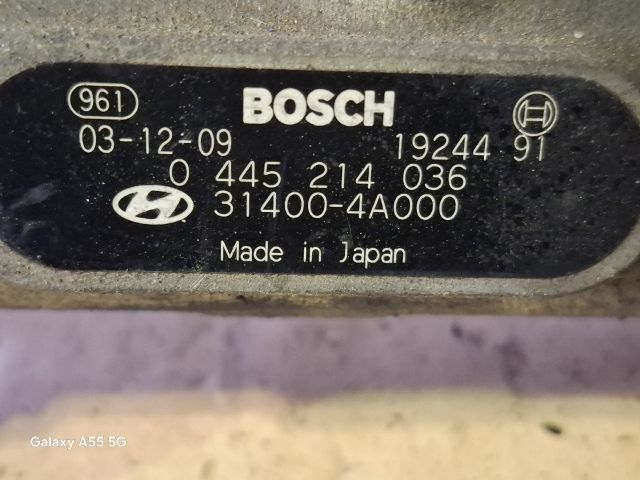 961 BOSCH
03-12-09 19244 91
0 445 214 036
31400-4A000
Made in Japan
Galaxy A55 5G